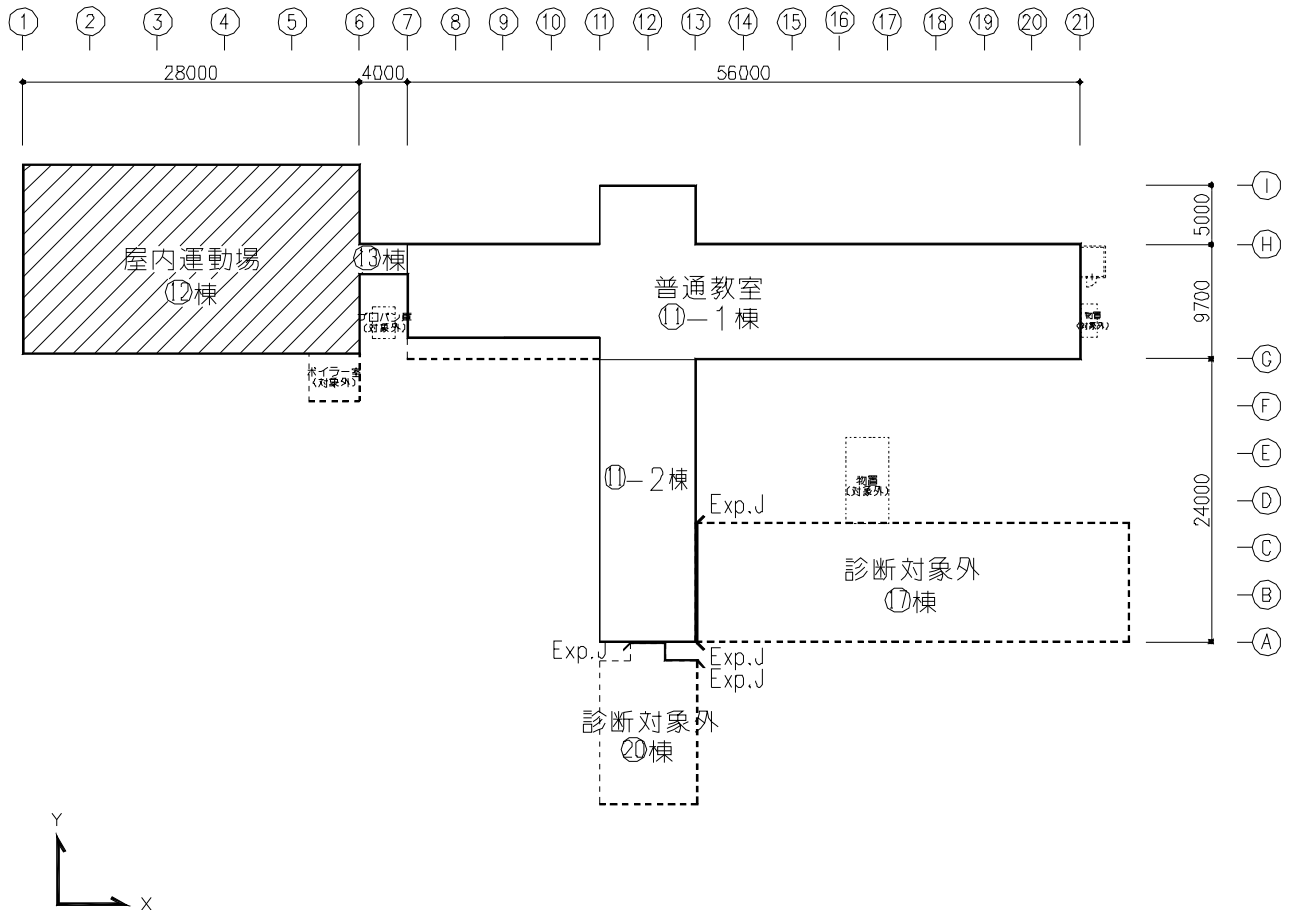 ① ② ③ ④ ⑤ ⑥ ⑦ ⑧ ⑨ ⑩ ⑪ ⑫ ⑬ ⑭ ⑮ ⑯ ⑰ ⑱ ⑲ ⑳ ㉑
28000 4000 56000
Ⓘ
5000
Ⓗ
屋内運動場
⑫棟
⑬棟
普通教室
⑪-1棟
9700
プロパン庫
(対象外)
物置
(対象外)
Ⓖ
ボイラー室
(対象外)
Ⓕ
Ⓔ
⑪-2棟
物置
(対象外)
Ⓓ
24000
Exp.J
Ⓒ
診断対象外
⑰棟
Ⓑ
Ⓐ
Exp.J
Exp.J
Exp.J
診断対象外
⑳棟
Y
X